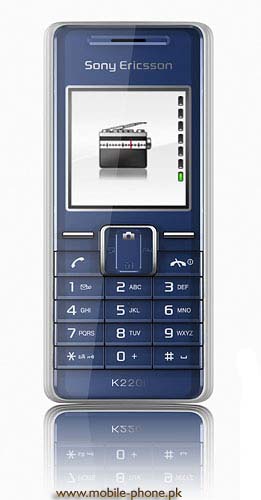 Sony Ericsson
1
2 ABC
3 DEF
4 GHI
5 JKL
6 MNO
7 PQRS
8 TUV
9 WXYZ
*
0 +
#
K220i
www.mobile-phone.pk